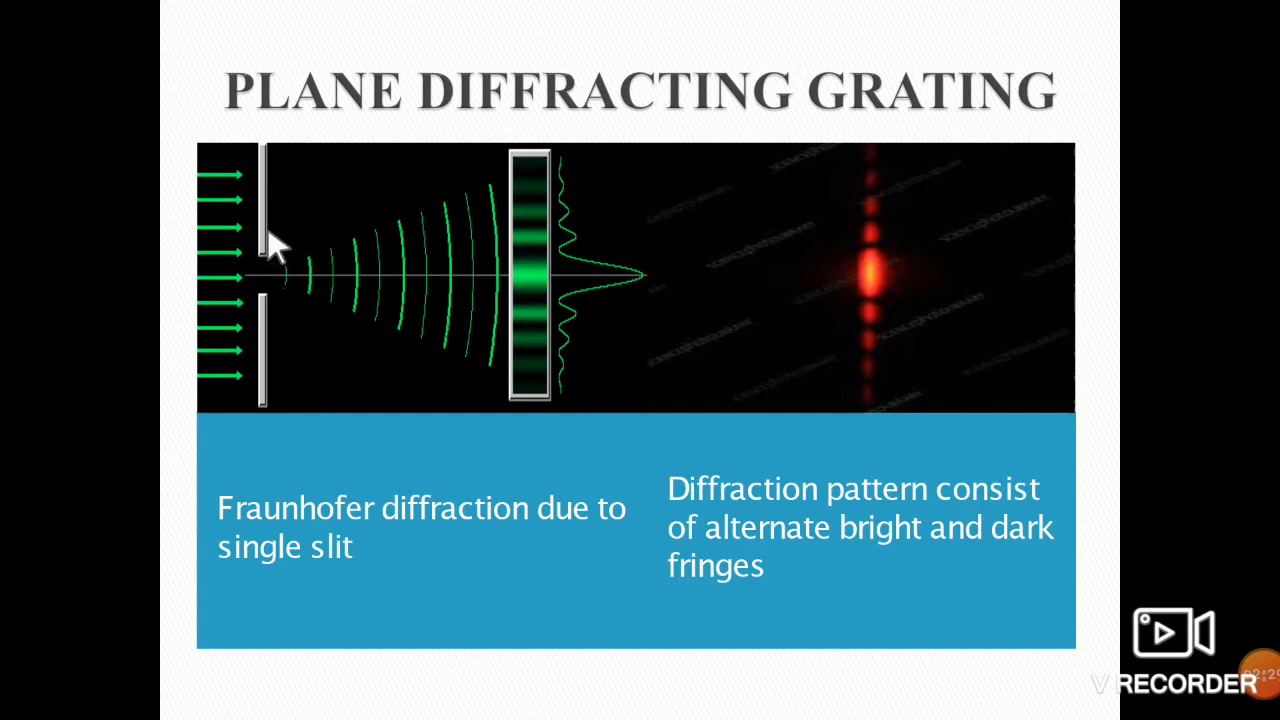 PLANE DIFFRACTING GRATING
Fraunhofer diffraction due to
single slit
Diffraction pattern consist
of alternate bright and dark
fringes
V RECORDER